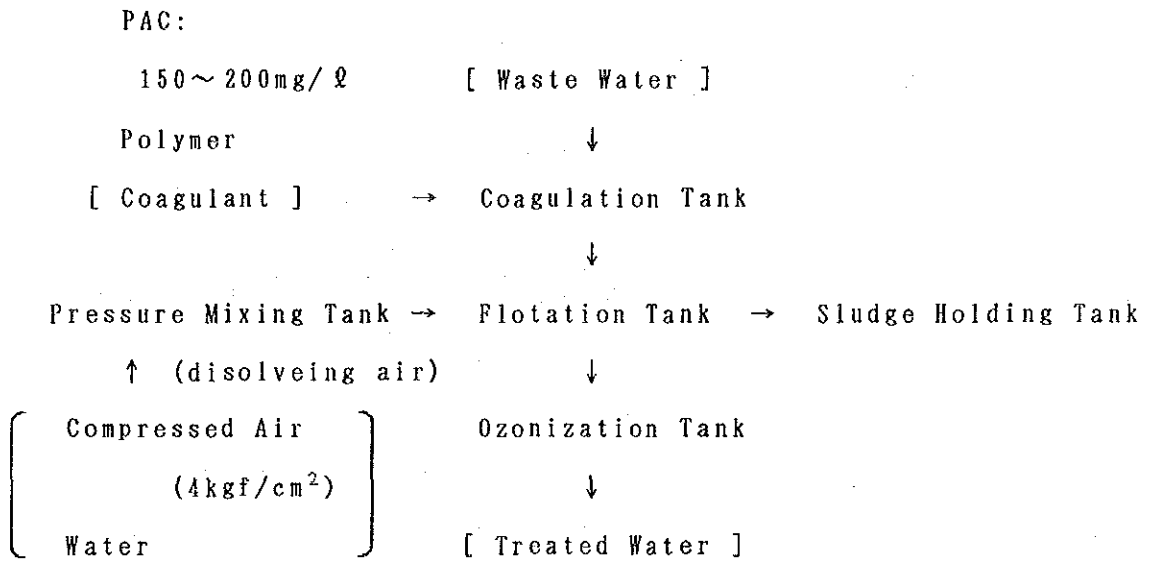 PAC:
150～200mg/ℓ [ Waste Water ]
Polymer ↓
[ Coagulant ] → Coagulation Tank
↓
Pressure Mixing Tank → Flotation Tank → Sludge Holding Tank
↑ (disolveing air) ↓
Compressed Air Ozonization Tank
(4kgf/cm²) ↓
Water [ Treated Water ]